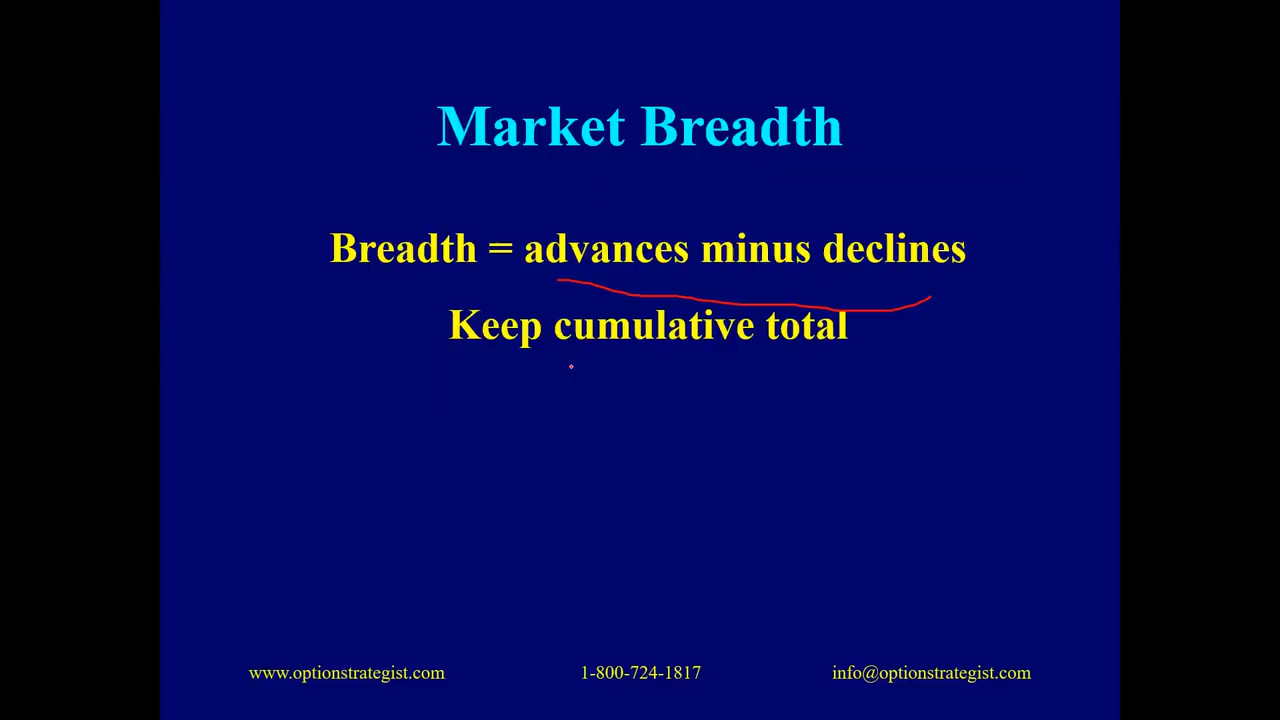 Market Breadth
Breadth = advances minus declines
Keep cumulative total
www.optionstrategist.com 1-800-724-1817 info@optionstrategist.com